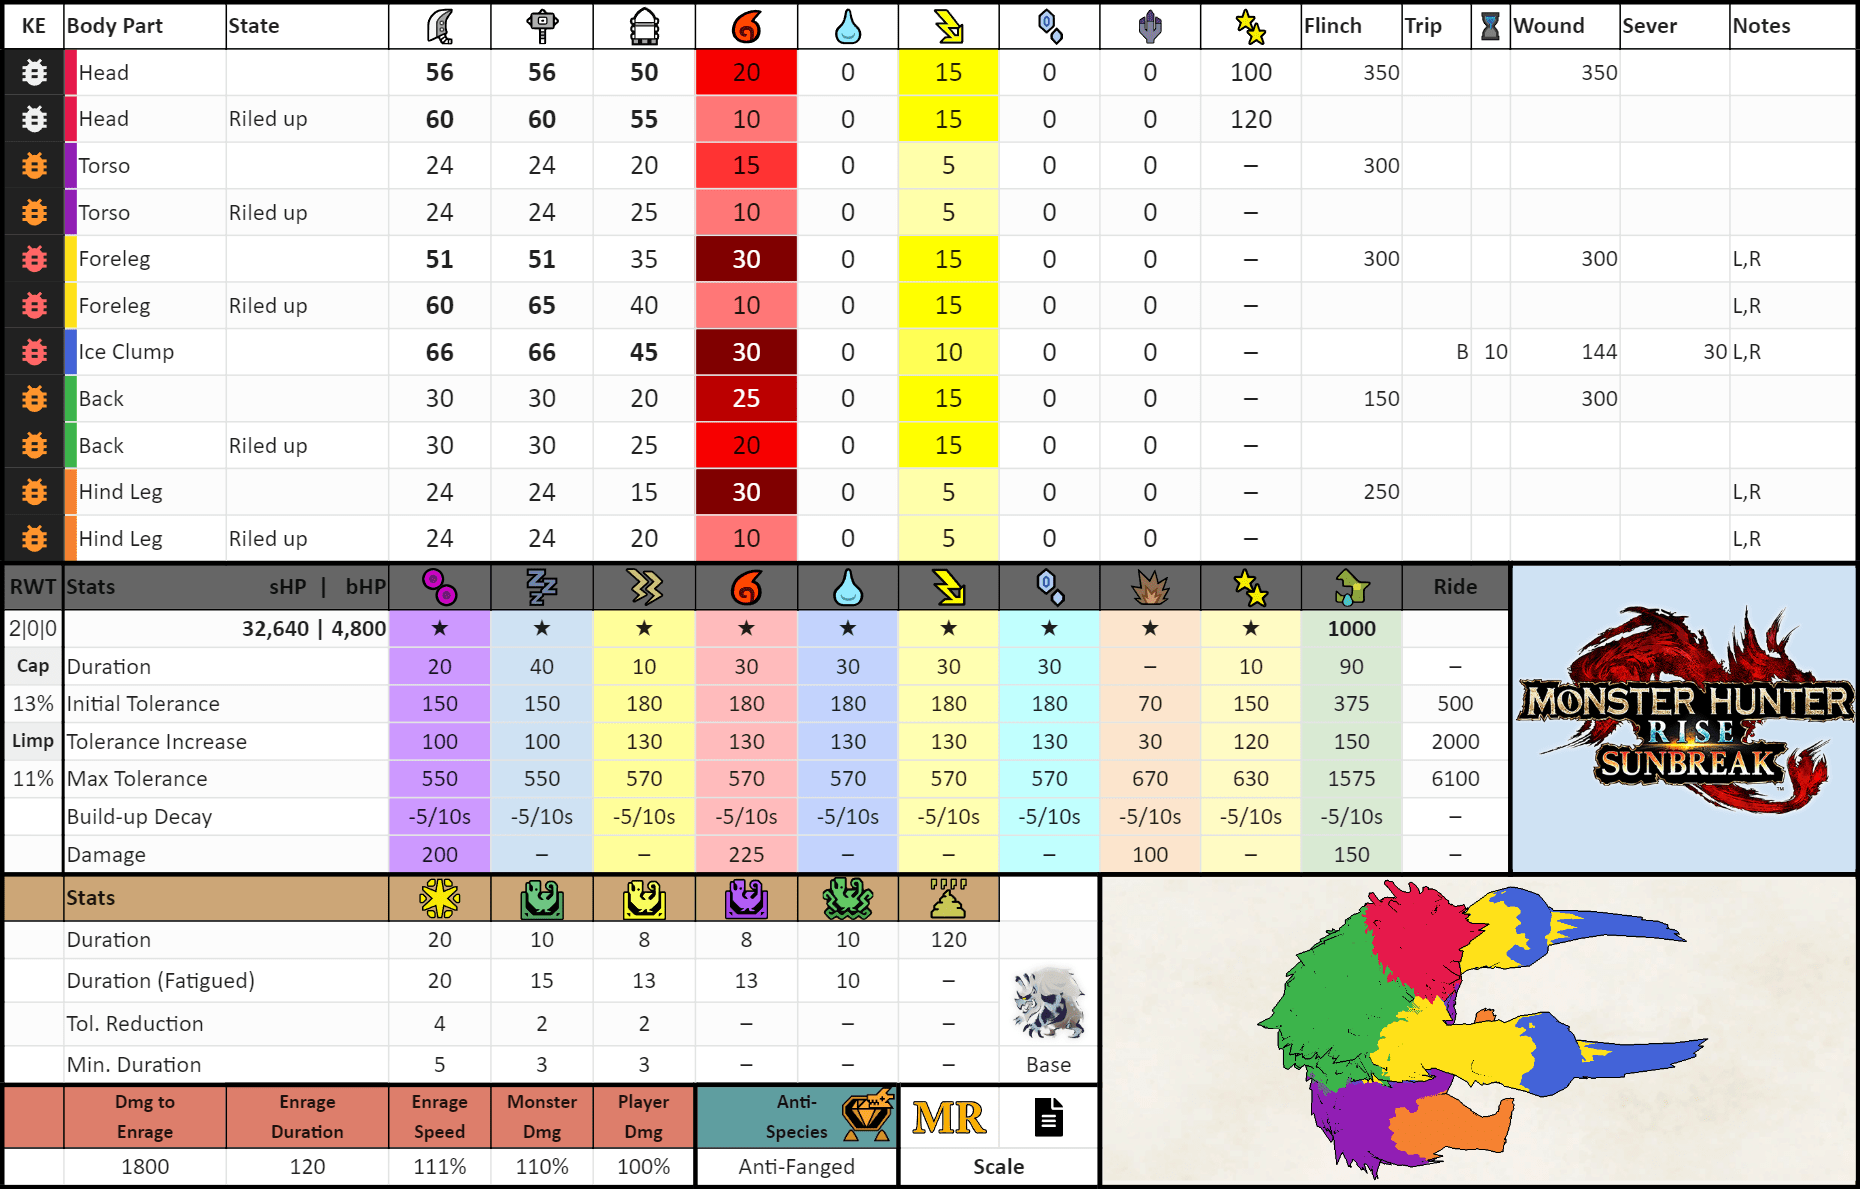 KE Body Part State Flinch Trip Wound Sever Notes
Head 56 56 50 20 0 15 0 0 100 350 350
Head Riled up 60 60 55 10 0 15 0 0 120
Torso 24 24 20 15 0 5 0 0 – 300
Torso Riled up 24 24 25 10 0 5 0 0 –
Foreleg 51 51 35 30 0 15 0 0 – 300 300 L,R
Foreleg Riled up 60 65 40 10 0 15 0 0 – L,R
Ice Clump 66 66 45 30 0 10 0 0 – B 10 144 30 L,R
Back 30 30 20 25 0 15 0 0 – 150 300
Back Riled up 30 30 25 20 0 15 0 0 –
Hind Leg 24 24 15 30 0 5 0 0 – 250 L,R
Hind Leg Riled up 24 24 20 10 0 5 0 0 – L,R
RWT Stats sHP | bHP Ride
2|0|0 32,640 | 4,800 ★ ★ ★ ★ ★ ★ ★ ★ ★ 1000
Cap Duration 20 40 10 30 30 30 30 – 10 90 –
13% Initial Tolerance 150 150 180 180 180 180 180 70 150 375 500
Limp Tolerance Increase 100 100 130 130 130 130 130 30 120 150 2000
11% Max Tolerance 550 550 570 570 570 570 570 670 630 1575 6100
Build-up Decay -5/10s -5/10s -5/10s -5/10s -5/10s -5/10s -5/10s -5/10s -5/10s -5/10s –
Damage 200 – – 225 – – – 100 – 150 –
MONSTER HUNTER
RISE
SUNBREAK
TM
Stats
Duration 20 10 8 8 10 120
Duration (Fatigued) 20 15 13 13 10 –
Tol. Reduction 4 2 2 – – –
Min. Duration 5 3 3 – – – Base
Dmg to Enrage Enrage Monster Player Anti- MR
Enrage Duration Speed Dmg Dmg Species
1800 120 111% 110% 100% Anti-Fanged Scale